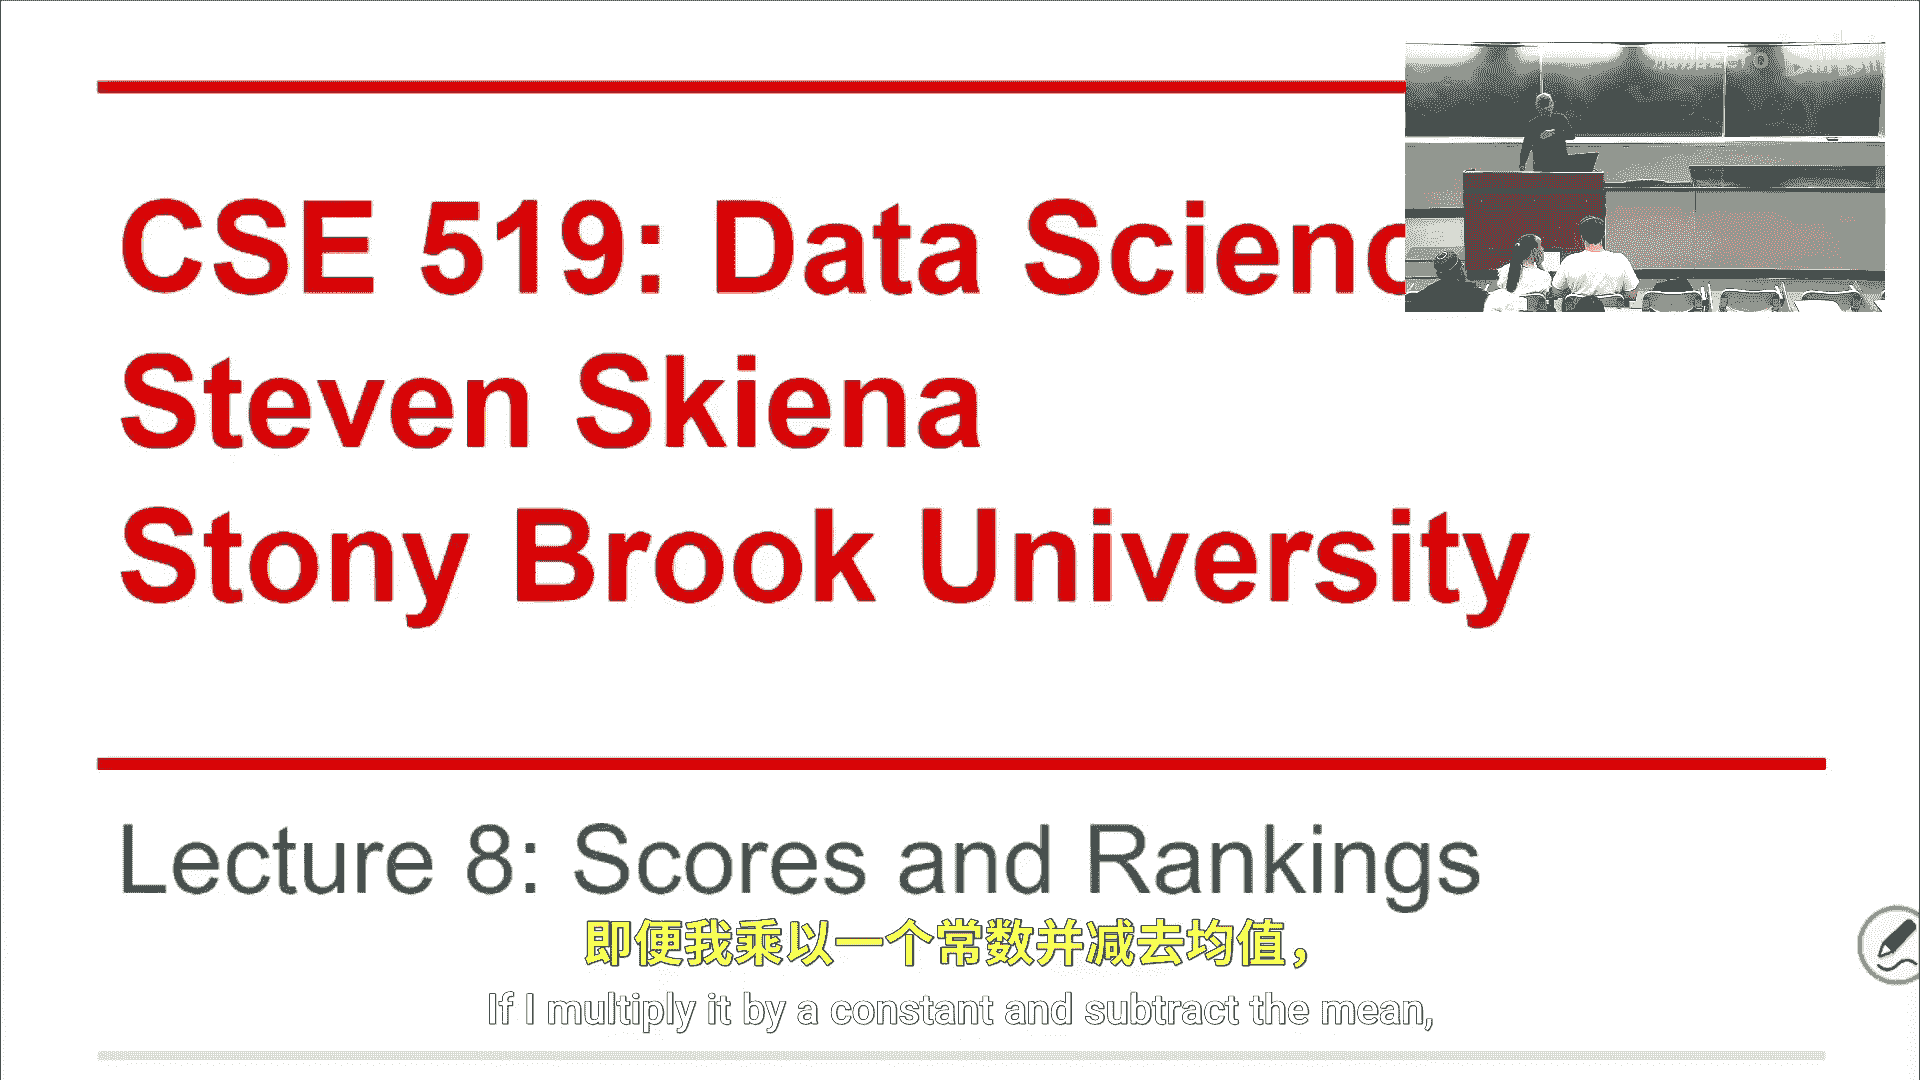 CSE 519: Data Scienc
Steven Skiena
Stony Brook University
Lecture 8: Scores and Rankings
即便我乘以一个常数并减去均值，
If I multiply it by a constant and subtract the mean,